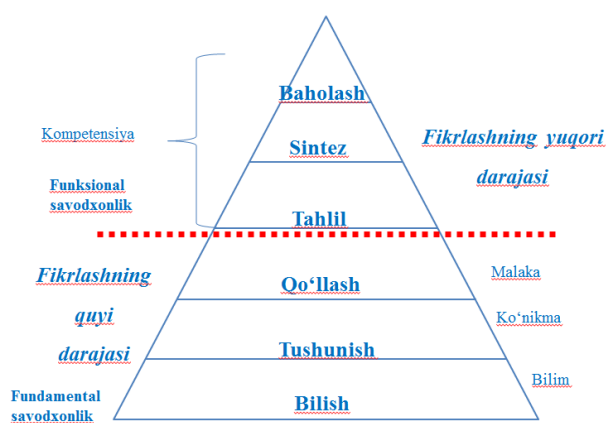 Baholash
Kompetensiya
Sintez
Fikrlashning yuqori
darajasi
Funksional
savodxonlik
Tahlil
Fikrlashning
quyi
darajasi
Malaka
Qo‘llash
Ko‘nikma
Tushunish
Bilim
Fundamental
savodxonlik
Bilish